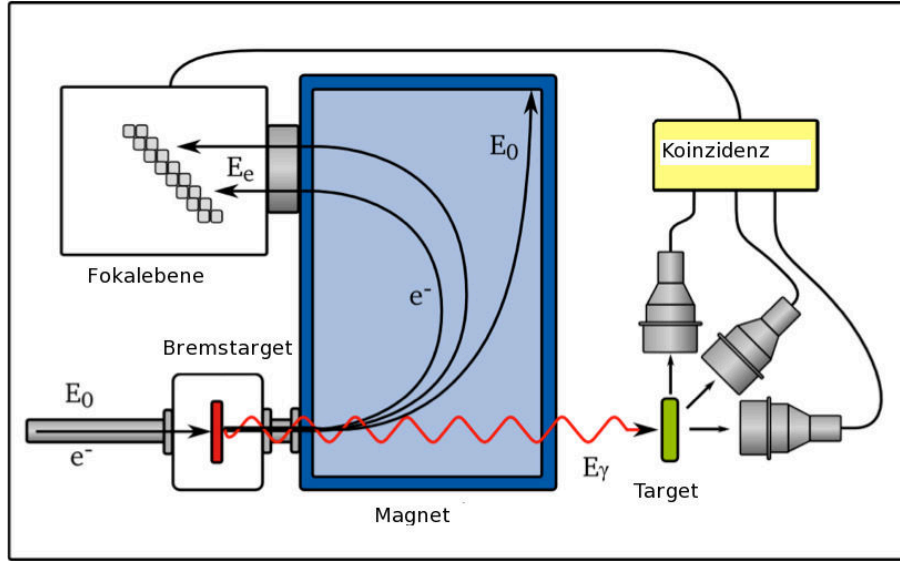 Koinzidenz
E₀
Eₑ
Fokalebene
e⁻
Bremstarget
E₀
e⁻
Eγ
Target
Magnet